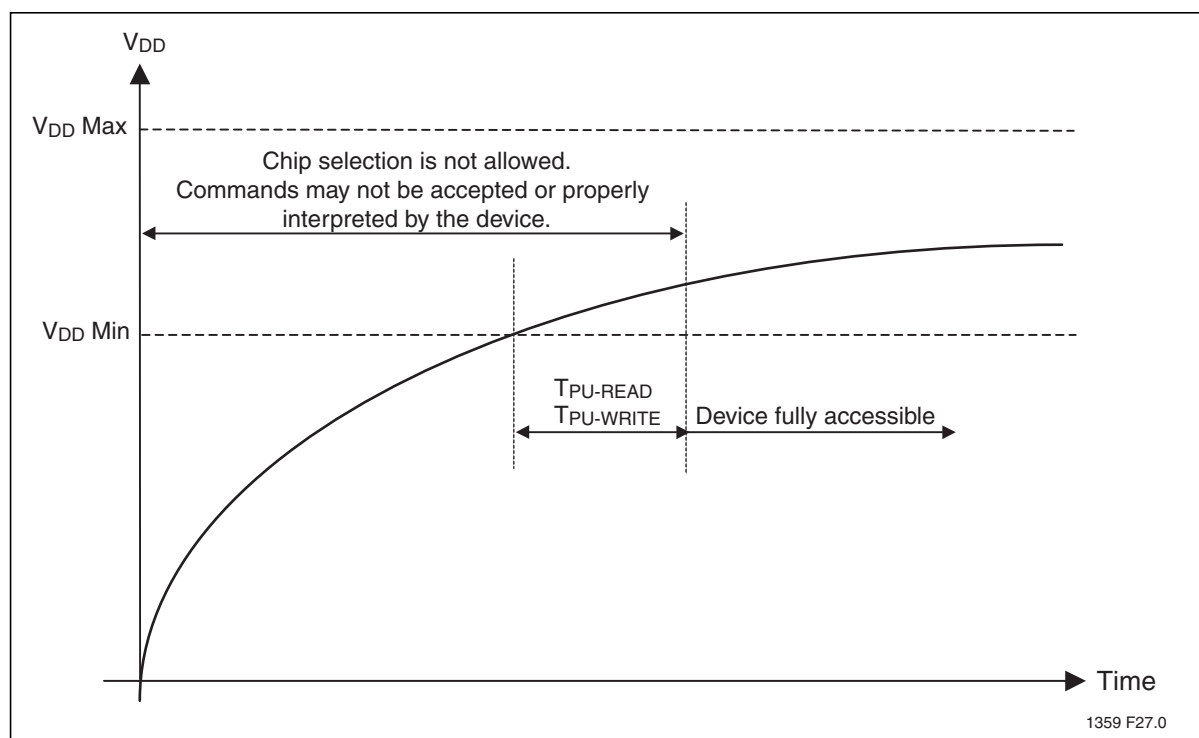 VDD
VDD Max
Chip selection is not allowed.
Commands may not be accepted or properly
interpreted by the device.
VDD Min
TPU-READ
TPU-WRITE
Device fully accessible
Time
1359 F27.0